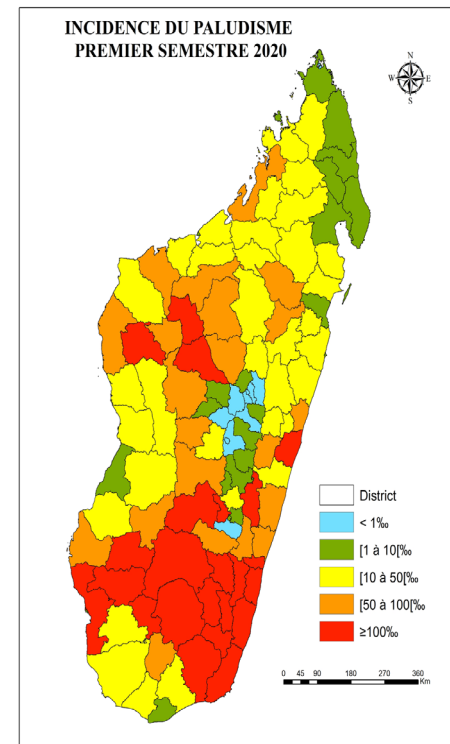 INCIDENCE DU PALUDISME
PREMIER SEMESTRE 2020
N
W E
S
District
< 1‰
[1 à 10[‰
[10 à 50[‰
[50 à 100[‰
≥100‰
0 45 90 180 270 360
Km